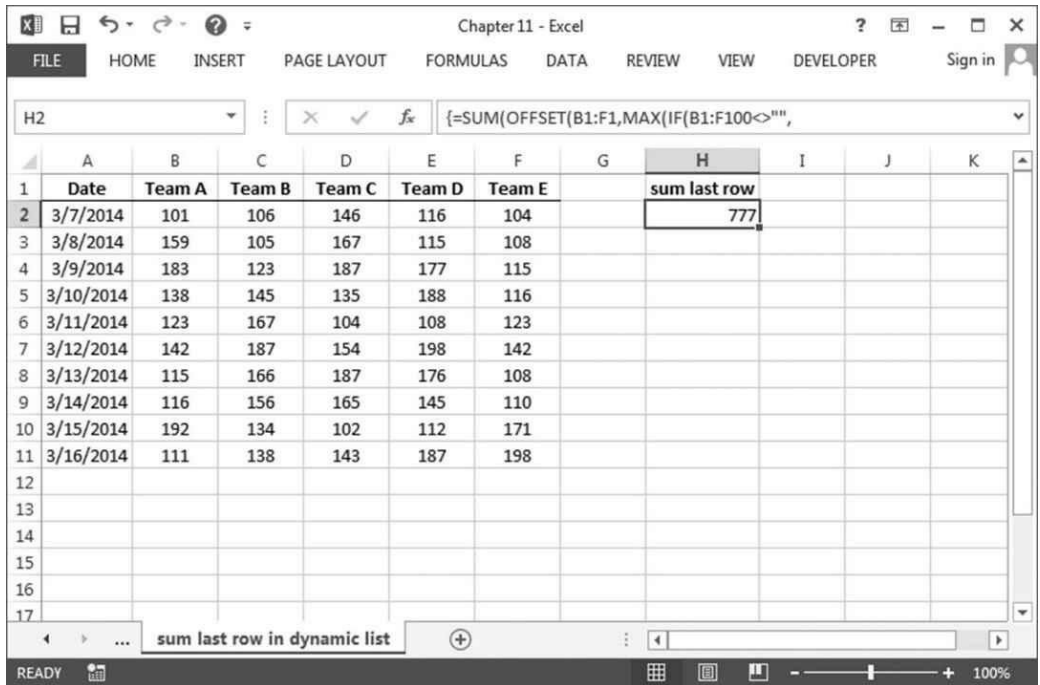 Chapter 11 - Excel
FILE HOME INSERT PAGE LAYOUT FORMULAS DATA REVIEW VIEW DEVELOPER Sign in
H2 fx {=SUM(OFFSET(B1:F1,MAX(IF(B1:F100<>"",
A B C D E F G H I J K
1 Date Team A Team B Team C Team D Team E sum last row
2 3/7/2014 101 106 146 116 104 777
3 3/8/2014 159 105 167 115 108
4 3/9/2014 183 123 187 177 115
5 3/10/2014 138 145 135 188 116
6 3/11/2014 123 167 104 108 123
7 3/12/2014 142 187 154 198 142
8 3/13/2014 115 166 187 176 108
9 3/14/2014 116 156 165 145 110
10 3/15/2014 192 134 102 112 171
11 3/16/2014 111 138 143 187 198
12
13
14
15
16
17
... sum last row in dynamic list
READY 100%